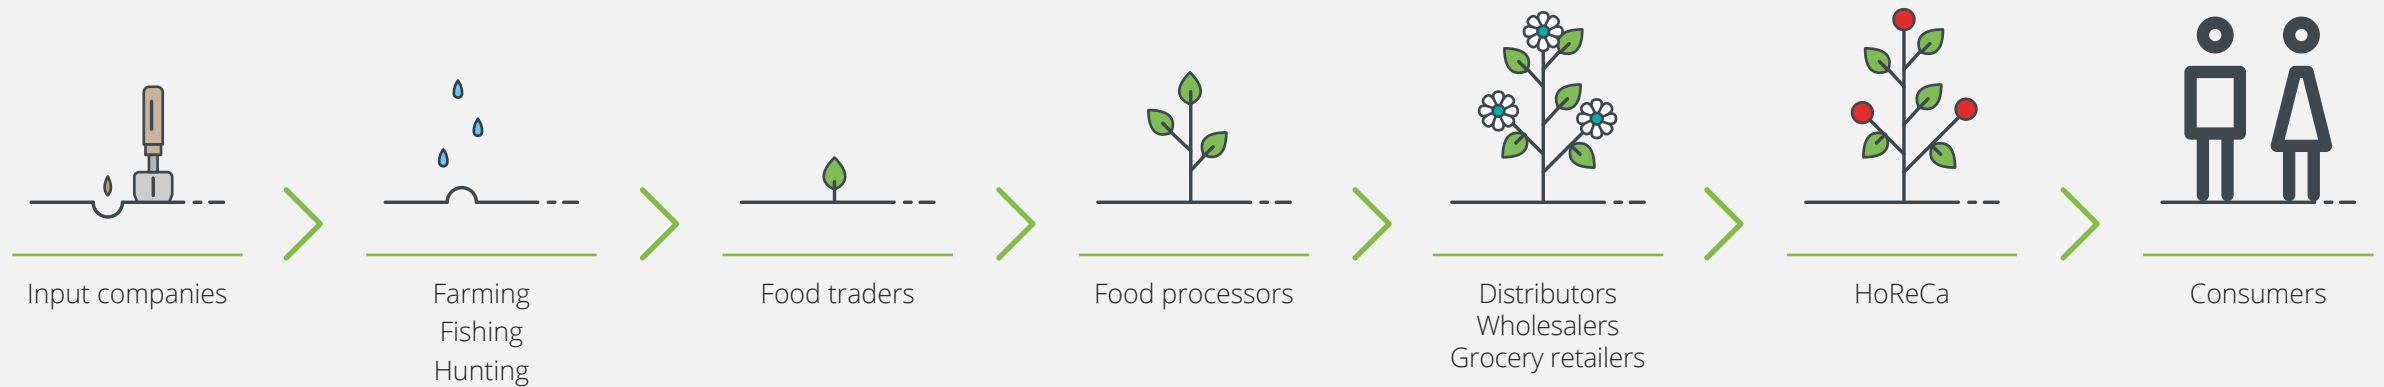 Input companies
Farming
Fishing
Hunting
Food traders
Food processors
Distributors
Wholesalers
Grocery retailers
HoReCa
Consumers